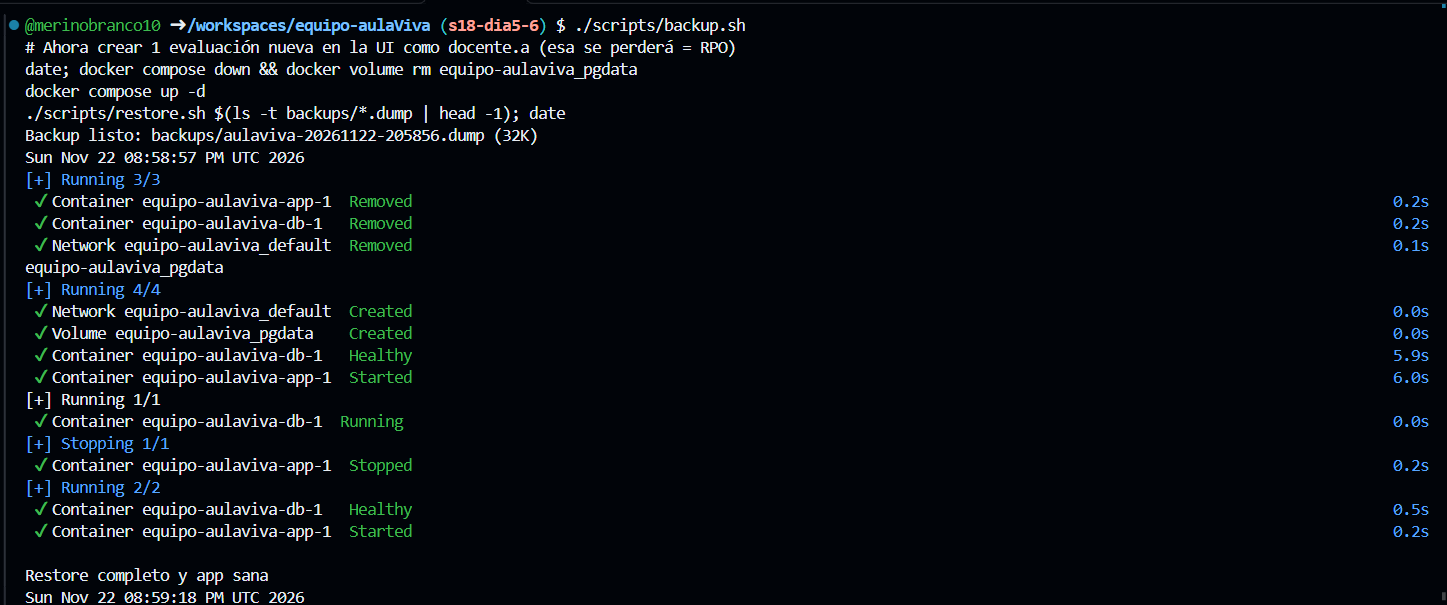 @merinobranco10 ➜/workspaces/equipo-aulaViva (s18-dia5-6) $ ./scripts/backup.sh
# Ahora crear 1 evaluación nueva en la UI como docente.a (esa se perderá = RPO)
date; docker compose down && docker volume rm equipo-aulaviva_pgdata
docker compose up -d
./scripts/restore.sh $(ls -t backups/*.dump | head -1); date
Backup listo: backups/aulaviva-20261122-205856.dump (32K)
Sun Nov 22 08:58:57 PM UTC 2026
[+] Running 3/3
✔ Container equipo-aulaviva-app-1 Removed 0.2s
✔ Container equipo-aulaviva-db-1 Removed 0.2s
✔ Network equipo-aulaviva_default Removed 0.1s
equipo-aulaviva_pgdata
[+] Running 4/4
✔ Network equipo-aulaviva_default Created 0.0s
✔ Volume equipo-aulaviva_pgdata Created 0.0s
✔ Container equipo-aulaviva-db-1 Healthy 5.9s
✔ Container equipo-aulaviva-app-1 Started 6.0s
[+] Running 1/1
✔ Container equipo-aulaviva-db-1 Running 0.0s
[+] Stopping 1/1
✔ Container equipo-aulaviva-app-1 Stopped 0.2s
[+] Running 2/2
✔ Container equipo-aulaviva-db-1 Healthy 0.5s
✔ Container equipo-aulaviva-app-1 Started 0.2s
Restore completo y app sana
Sun Nov 22 08:59:18 PM UTC 2026